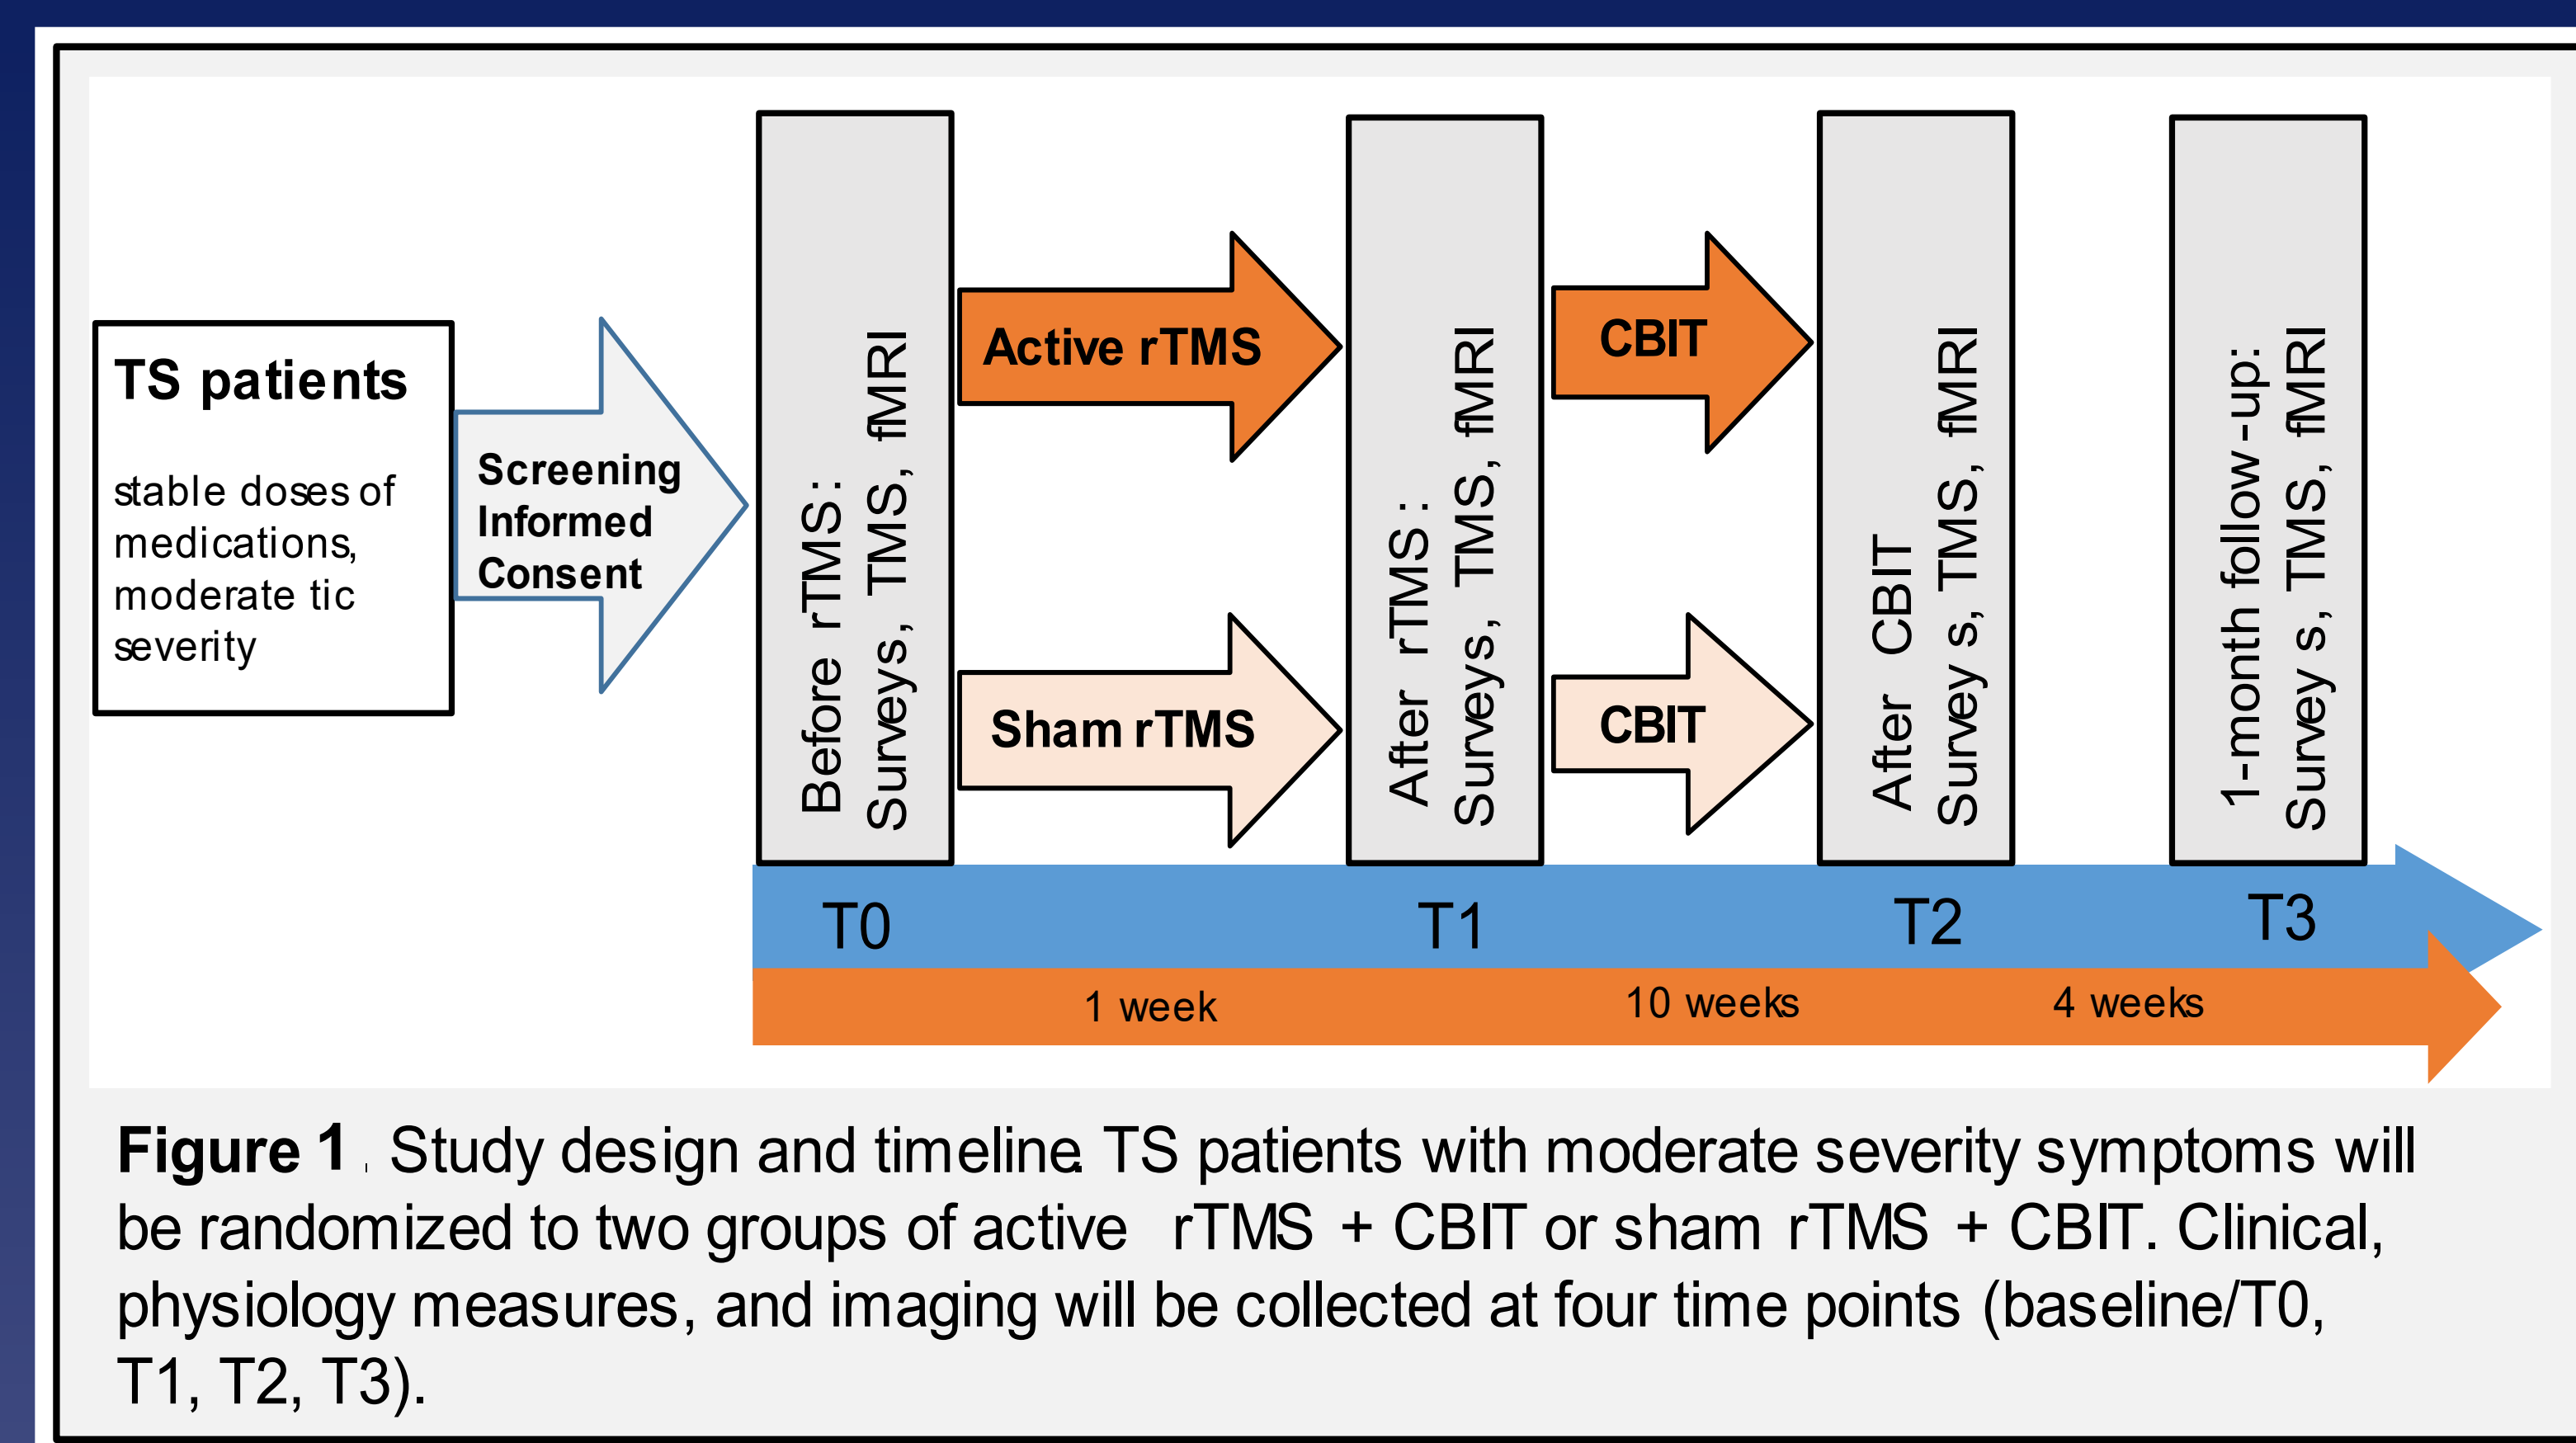 TS patients
stable doses of
medications,
moderate tic
severity
Screening
Informed
Consent
Before rTMS:
Surveys, TMS, fMRI
Active rTMS
Sham rTMS
After rTMS:
Surveys, TMS, fMRI
CBIT
CBIT
After CBIT
Surveys, TMS, fMRI
1-month follow-up:
Surveys, TMS, fMRI
T0
T1
T2
T3
1 week
10 weeks
4 weeks
Figure 1. Study design and timeline. TS patients with moderate severity symptoms will
be randomized to two groups of active rTMS + CBIT or sham rTMS + CBIT. Clinical,
physiology measures, and imaging will be collected at four time points (baseline/T0,
T1, T2, T3).